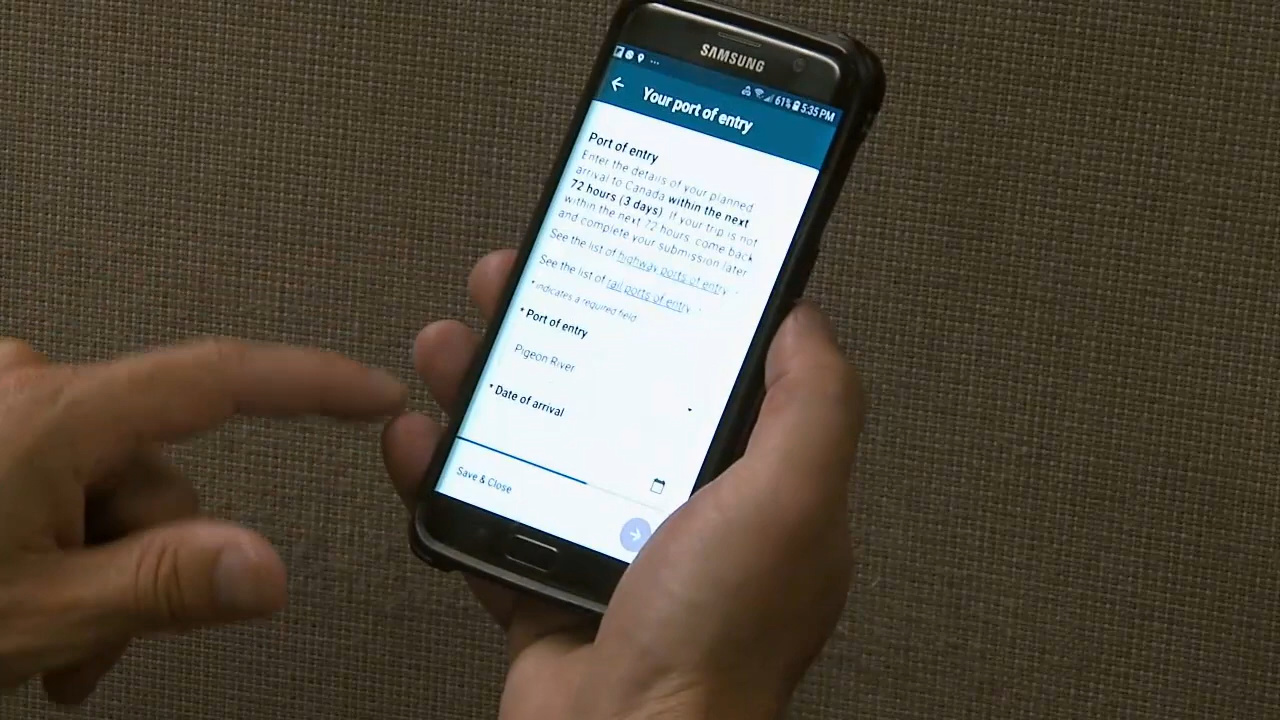 SAMSUNG
61% 5:35 PM
Your port of entry
Port of entry
Enter the details of your planned
arrival to Canada within the next
72 hours (3 days). If your trip is not
within the next 72 hours, come back
and complete your submission later
See the list of highway ports of entry
See the list of rail ports of entry
* indicates a required field
* Port of entry
Pigeon River
* Date of arrival
Save & Close